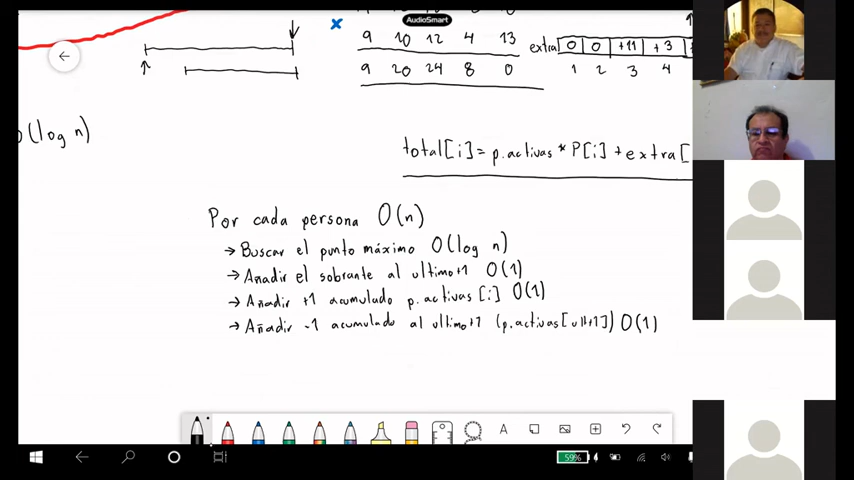 AudioSmart
9 10 12 4 13
9 20 24 8 0
extra 0 0 +11 +3
1 2 3 4
(log n)
total[i] = p.activas * P[i] + extra[
Por cada persona O(n)
→ Buscar el punto máximo O(log n)
→ Añadir el sobrante al ultimo+1 O(1)
→ Añadir +1 acumulado p.activas [i] O(1)
→ Añadir -1 acumulado al ultimo+1 (p.activas[ult+1]) O(1)
A
59%